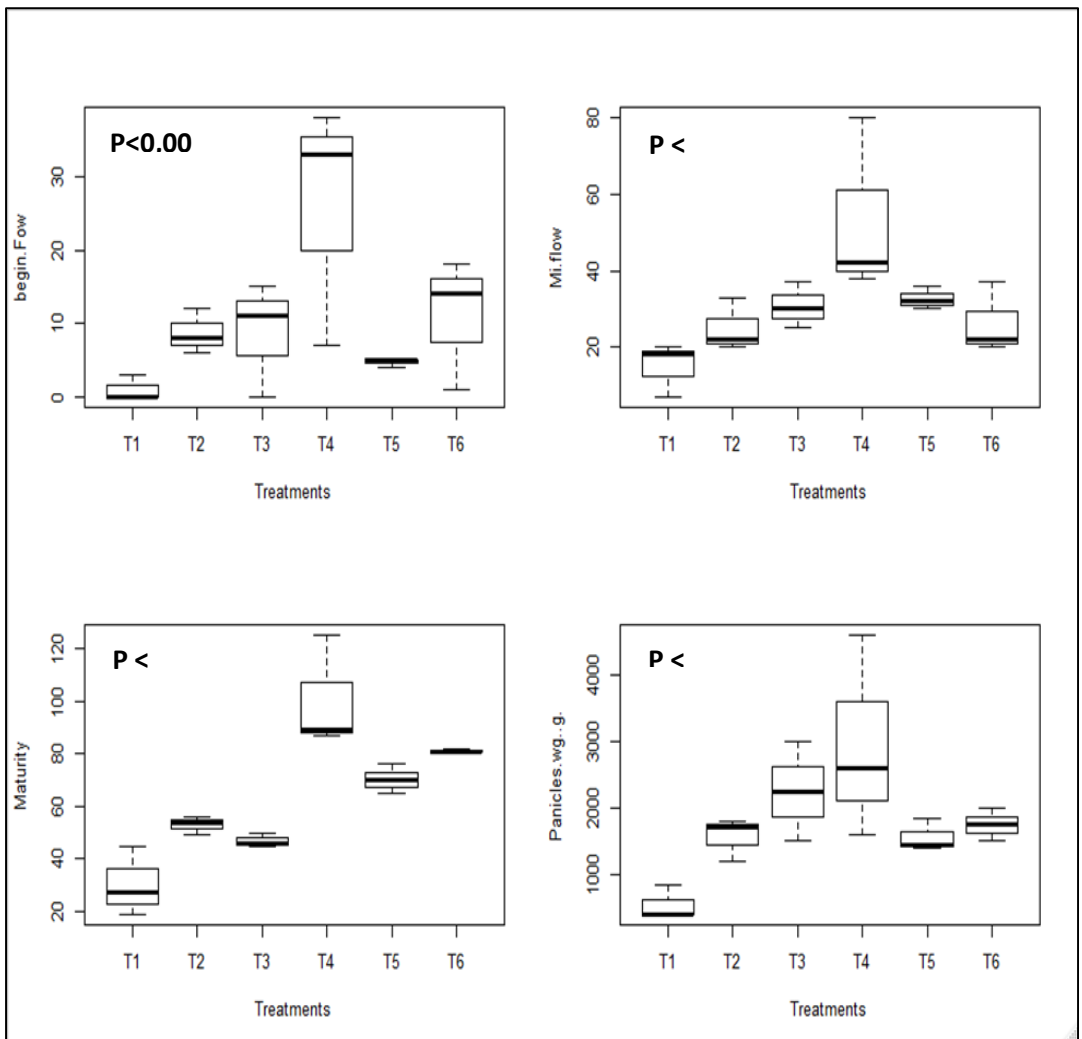 P<0.00
begin.Fow
0
10
20
30
T1 T2 T3 T4 T5 T6
Treatments
P <
Mi.flow
20
40
60
80
T1 T2 T3 T4 T5 T6
Treatments
P <
Maturity
20
40
60
80
100
120
T1 T2 T3 T4 T5 T6
Treatments
P <
Panicles.wg..g.
1000
2000
3000
4000
T1 T2 T3 T4 T5 T6
Treatments